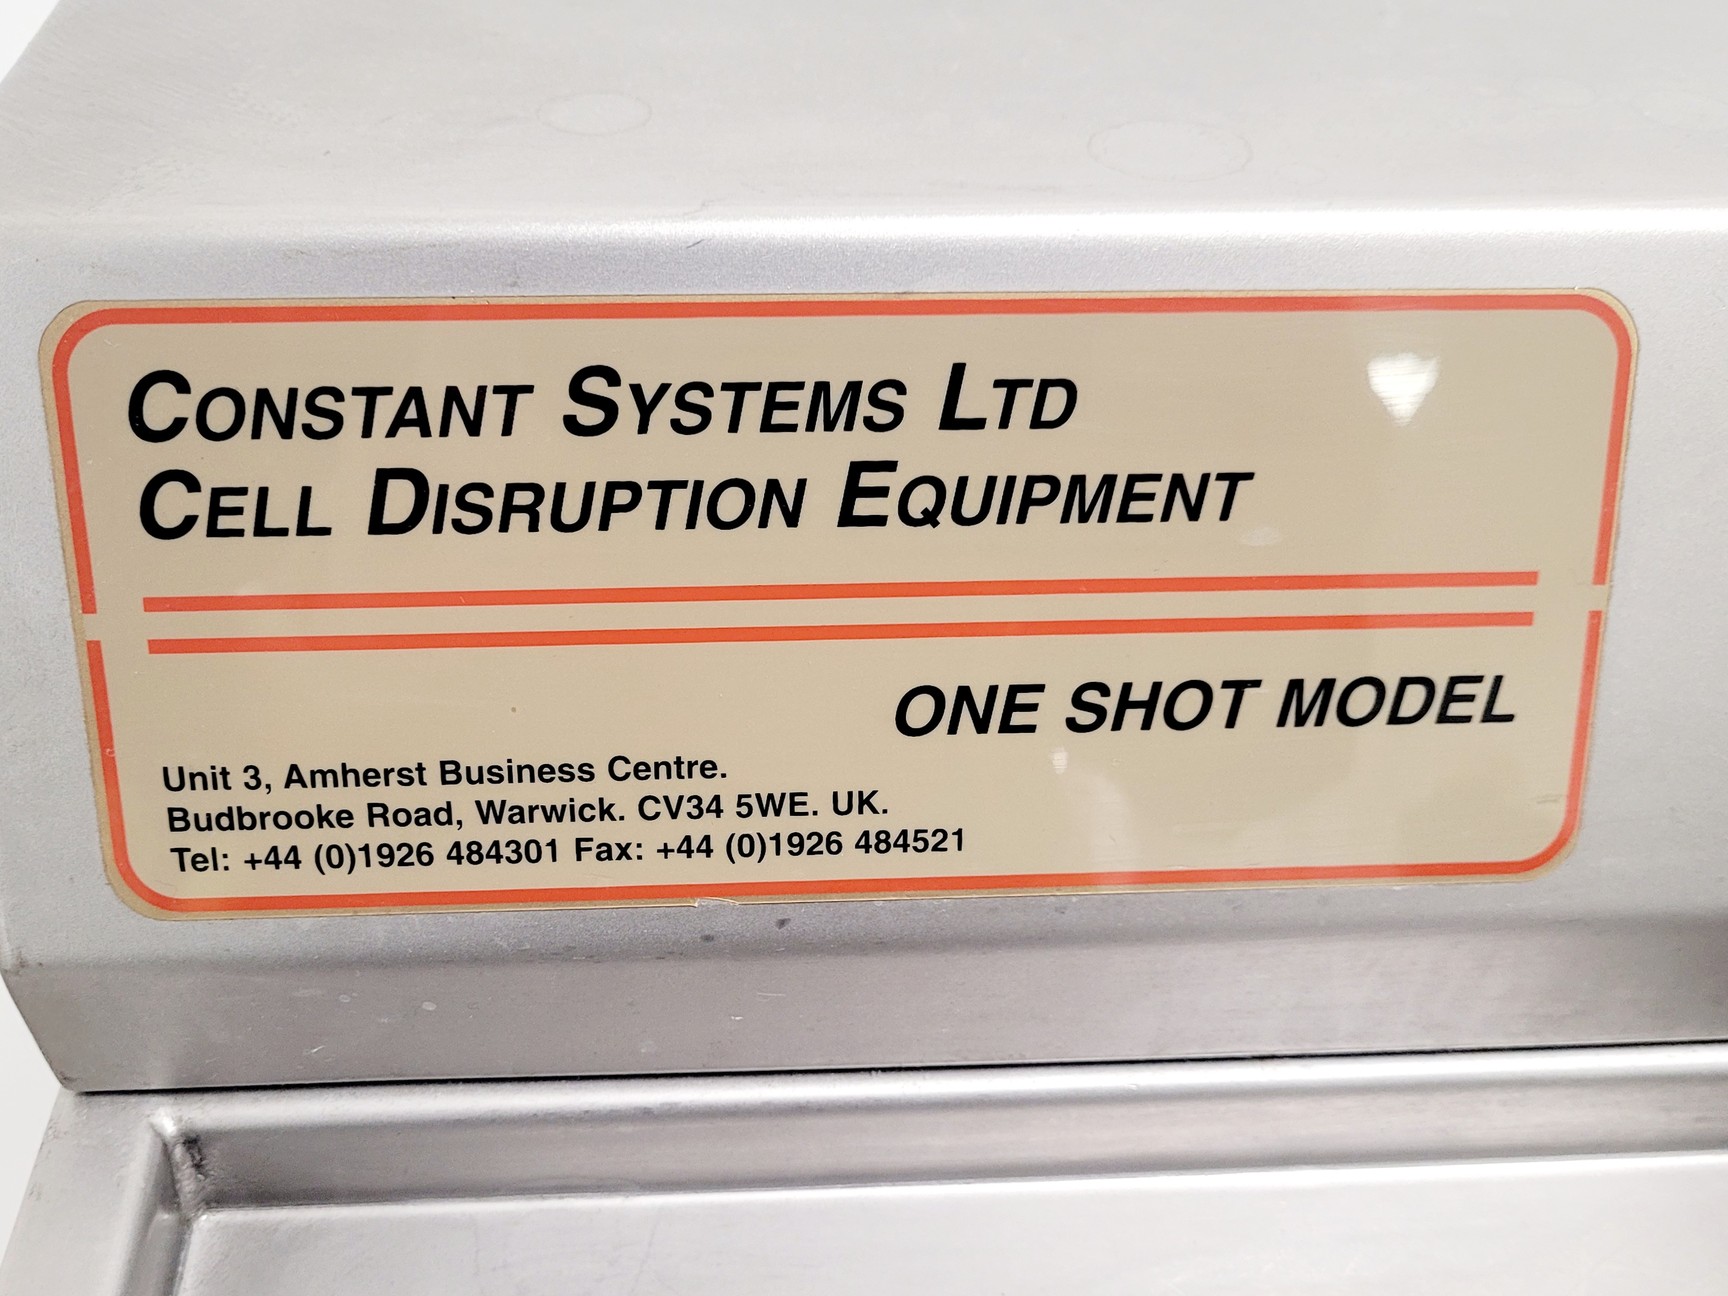 CONSTANT SYSTEMS LTD
CELL DISRUPTION EQUIPMENT
ONE SHOT MODEL
Unit 3, Amherst Business Centre.
Budbrooke Road, Warwick. CV34 5WE. UK.
Tel: +44 (0)1926 484301 Fax: +44 (0)1926 484521